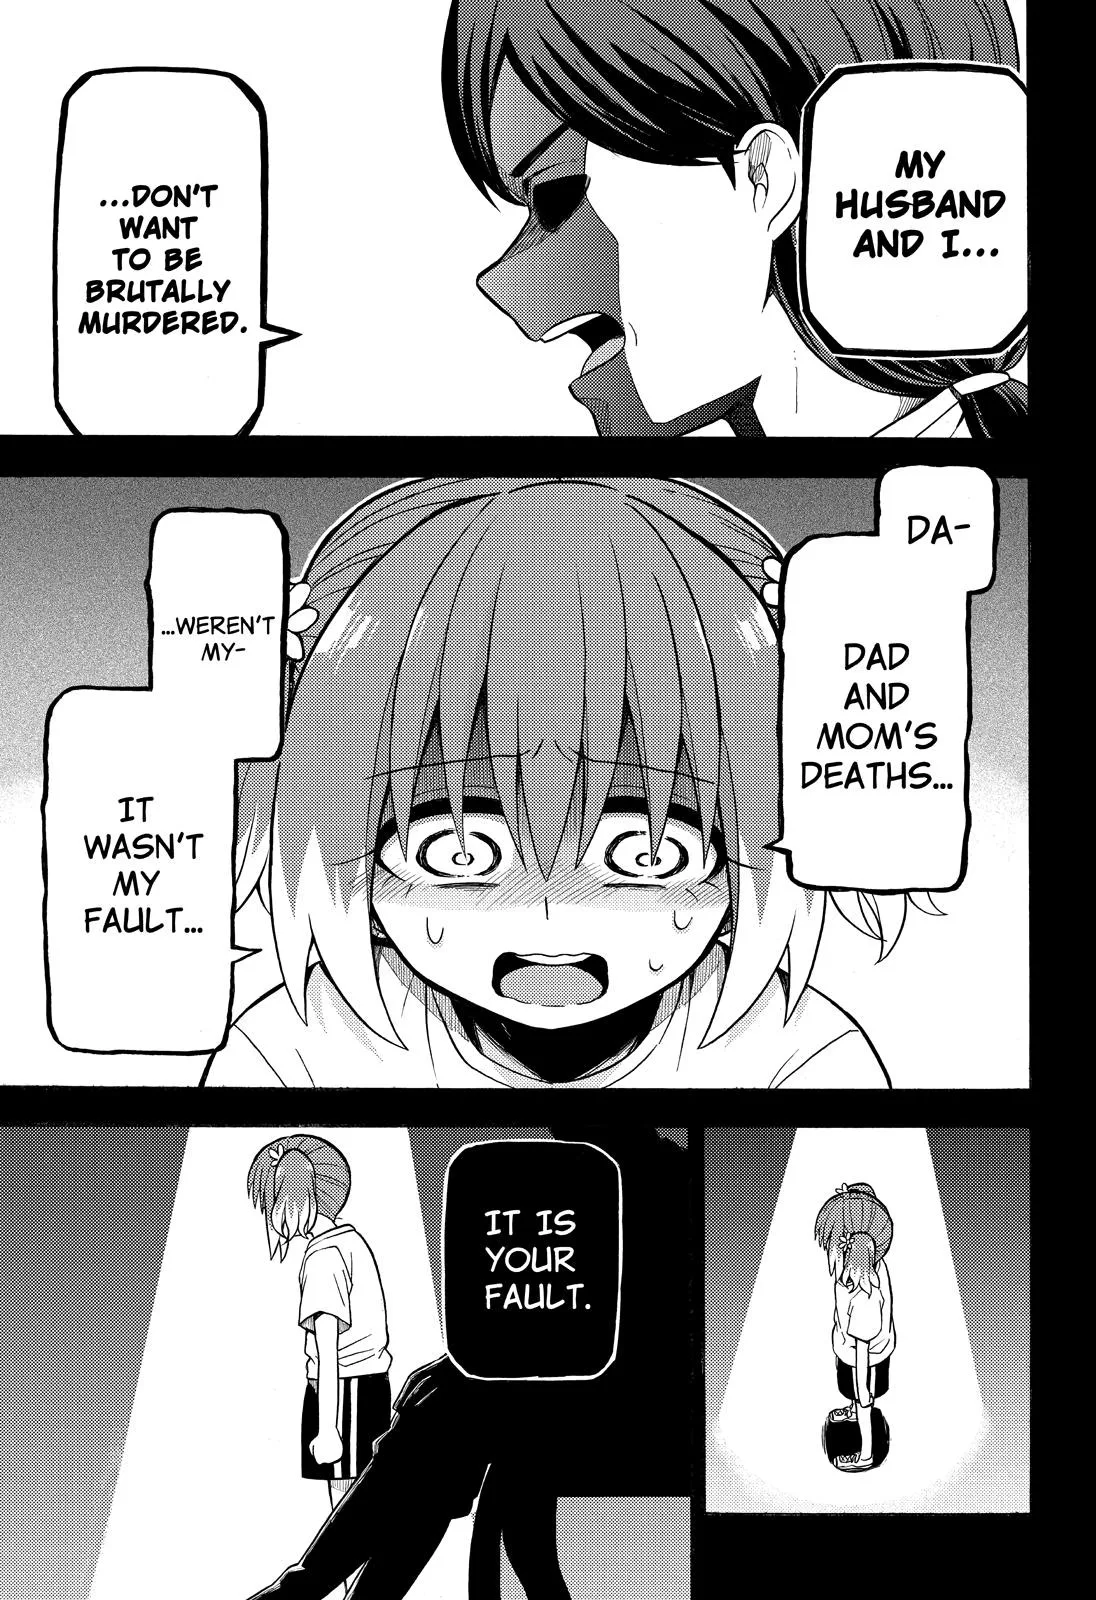 MY
HUSBAND
AND I...
...DON'T
WANT
TO BE
BRUTALLY
MURDERED.
DA-
DAD
AND
MOM'S
DEATHS...
...WEREN'T
MY-
IT
WASN'T
MY
FAULT...
IT IS
YOUR
FAULT.